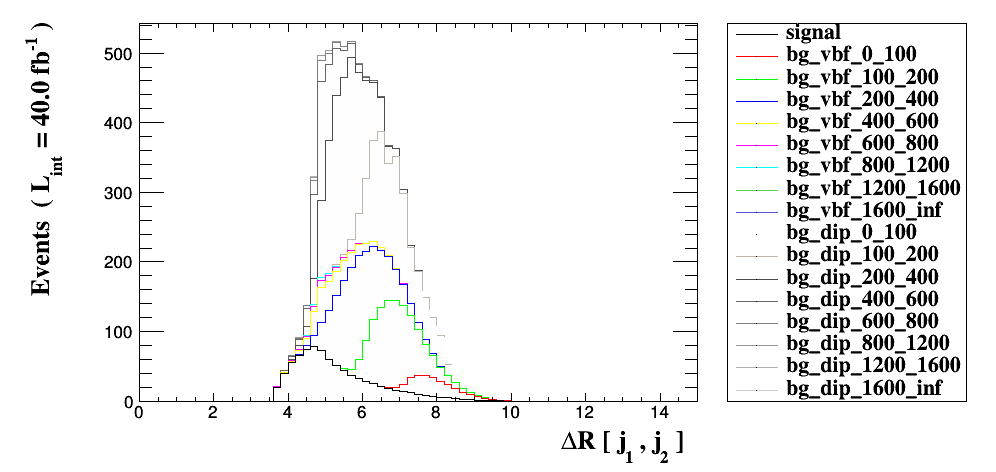 Events ( L_int = 40.0 fb^-1 )
500
400
300
200
100
0
0 2 4 6 8 10 12 14
ΔR [ j_1 , j_2 ]
signal
bg_vbf_0_100
bg_vbf_100_200
bg_vbf_200_400
bg_vbf_400_600
bg_vbf_600_800
bg_vbf_800_1200
bg_vbf_1200_1600
bg_vbf_1600_inf
bg_dip_0_100
bg_dip_100_200
bg_dip_200_400
bg_dip_400_600
bg_dip_600_800
bg_dip_800_1200
bg_dip_1200_1600
bg_dip_1600_inf